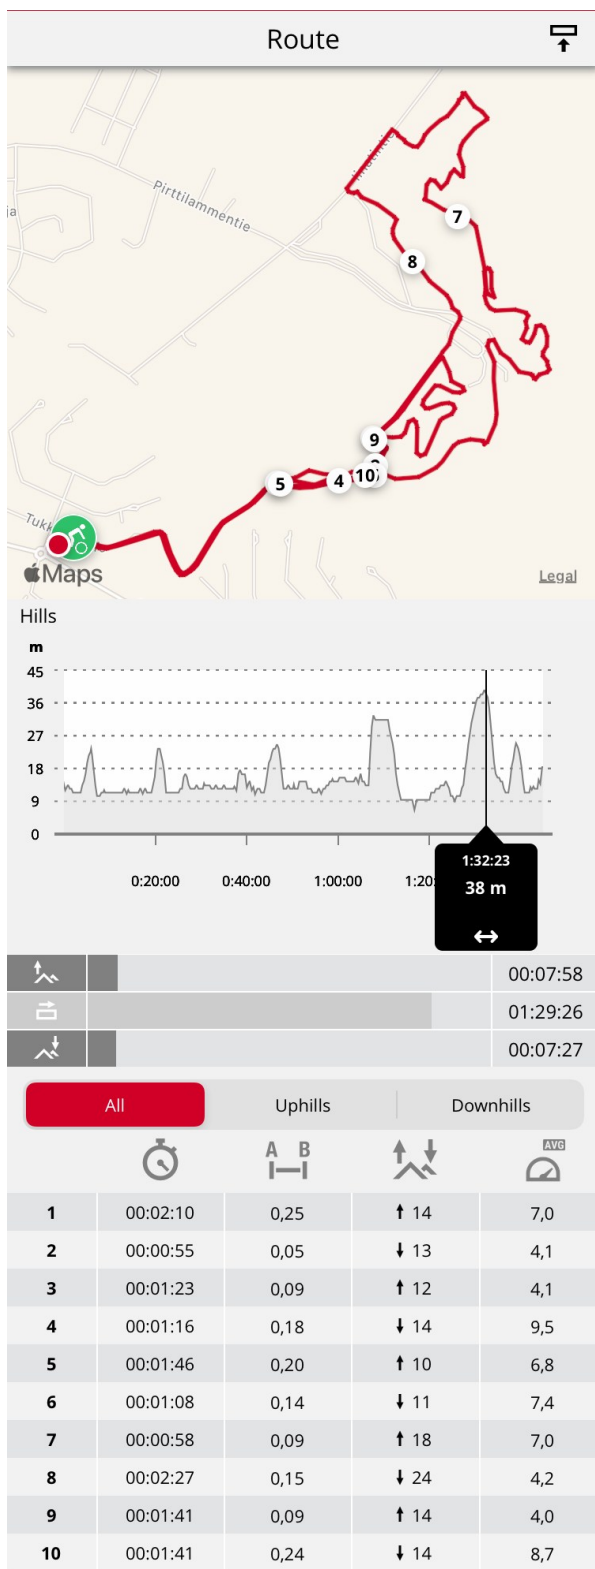 Route
Pirttilammentie
ja
7
8
9
10
4
5
Tukk
Maps
Legal
Hills
m
45
36
27
18
9
0
0:20:00 0:40:00 1:00:00 1:20:
1:32:23
38 m
00:07:58
01:29:26
00:07:27
All Uphills Downhills
A B AVG
1 00:02:10 0,25 14 7,0
2 00:00:55 0,05 13 4,1
3 00:01:23 0,09 12 4,1
4 00:01:16 0,18 14 9,5
5 00:01:46 0,20 10 6,8
6 00:01:08 0,14 11 7,4
7 00:00:58 0,09 18 7,0
8 00:02:27 0,15 24 4,2
9 00:01:41 0,09 14 4,0
10 00:01:41 0,24 14 8,7